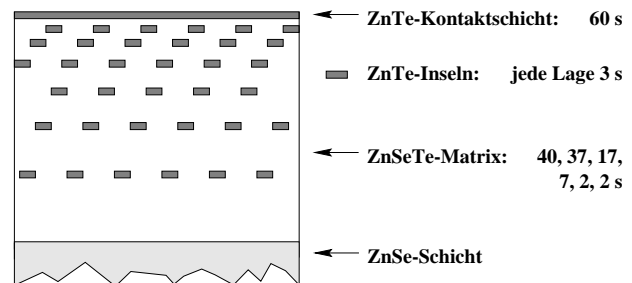 ZnTe-Kontaktschicht: 60 s
ZnTe-Inseln: jede Lage 3 s
ZnSeTe-Matrix: 40, 37, 17,
7, 2, 2 s
ZnSe-Schicht